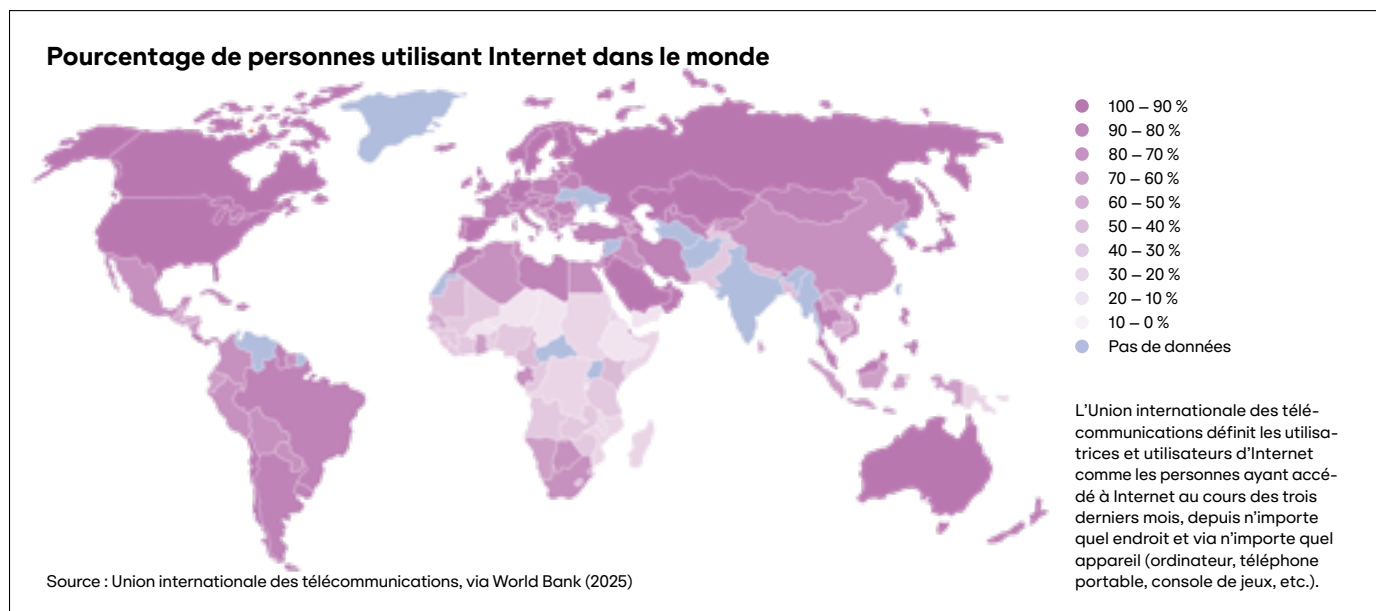 Pourcentage de personnes utilisant Internet dans le monde
100 – 90 %
90 – 80 %
80 – 70 %
70 – 60 %
60 – 50 %
50 – 40 %
40 – 30 %
30 – 20 %
20 – 10 %
10 – 0 %
Pas de données
L’Union internationale des télé-
communications définit les utilisa-
trices et utilisateurs d’Internet
comme les personnes ayant accé-
dé à Internet au cours des trois
derniers mois, depuis n’importe
quel endroit et via n’importe quel
appareil (ordinateur, téléphone
portable, console de jeux, etc.).
Source : Union internationale des télécommunications, via World Bank (2025)